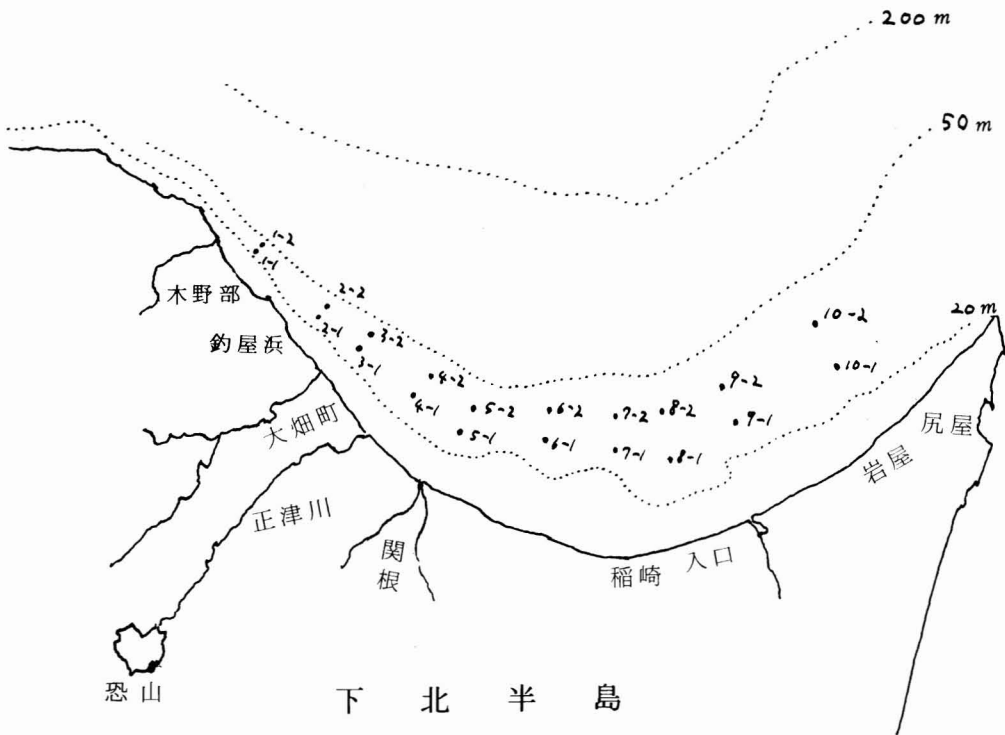 200 m
50 m
20 m
1-2
1-1
2-2
2-1
3-2
3-1
4-2
4-1
5-2
5-1
6-2
6-1
7-2
7-1
8-2
8-1
9-2
9-1
10-2
10-1
木野部
釣屋浜
大畑町
正津川
関根
稲崎
入口
岩屋
尻屋
恐山
下北半島